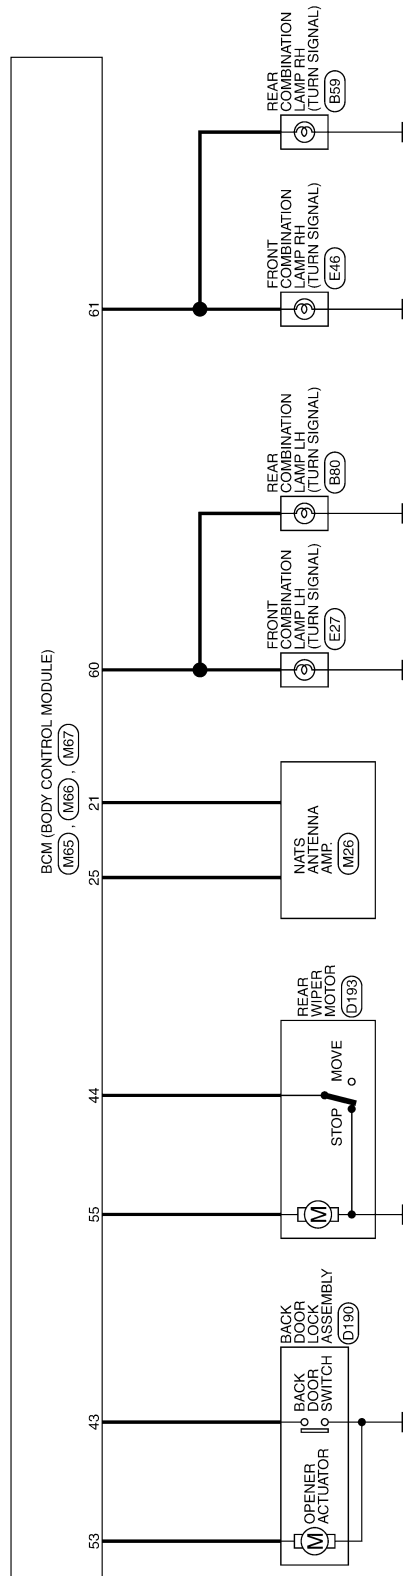 BCM (BODY CONTROL MODULE)
M65 , M66 , M67
53
43
55
44
25
21
60
61
BACK
DOOR
LOCK
ASSEMBLY
D190
OPENER
ACTUATOR
M
BACK
DOOR
SWITCH
REAR
WIPER
MOTOR
D193
M
STOP
MOVE
NATS
ANTENNA
AMP.
M26
FRONT
COMBINATION
LAMP LH
(TURN SIGNAL)
E27
REAR
COMBINATION
LAMP LH
(TURN SIGNAL)
B80
FRONT
COMBINATION
LAMP RH
(TURN SIGNAL)
E46
REAR
COMBINATION
LAMP RH
(TURN SIGNAL)
B59